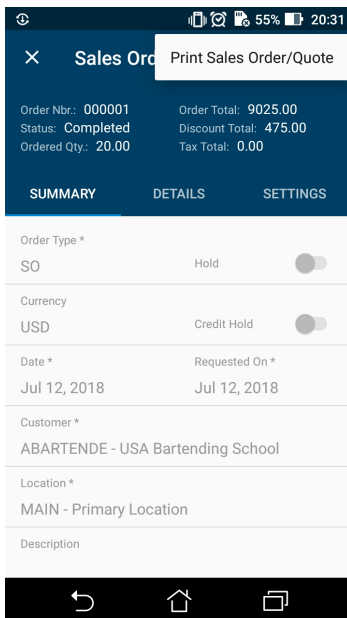 55% 20:31
Sales Ord Print Sales Order/Quote
Order Nbr.: 000001 Order Total: 9025.00
Status: Completed Discount Total: 475.00
Ordered Qty.: 20.00 Tax Total: 0.00
SUMMARY DETAILS SETTINGS
Order Type *
SO Hold
Currency
USD Credit Hold
Date * Requested On *
Jul 12, 2018 Jul 12, 2018
Customer *
ABARTENDE - USA Bartending School
Location *
MAIN - Primary Location
Description